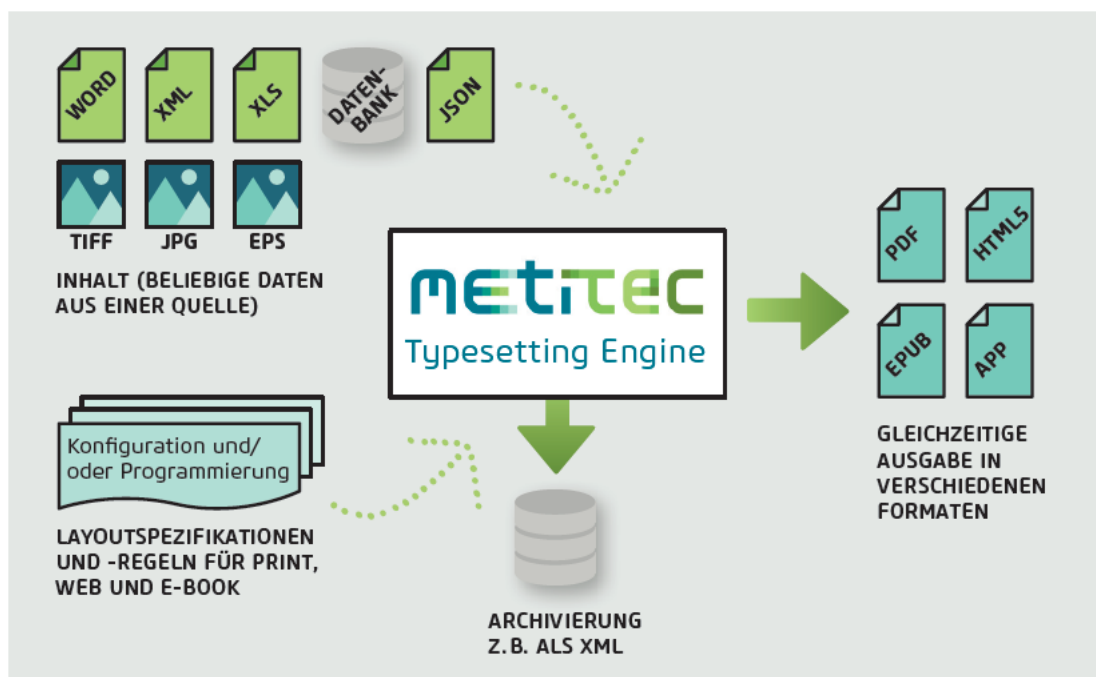 WORD
XML
XLS
DATEN-
BANK
JSON
TIFF
JPG
EPS
INHALT (BELIEBIGE DATEN
AUS EINER QUELLE)
metitec
Typesetting Engine
Konfiguration und/
oder Programmierung
LAYOUTSPEZIFIKATIONEN
UND -REGELN FÜR PRINT,
WEB UND E-BOOK
ARCHIVIERUNG
Z. B. ALS XML
PDF
HTML5
EPUB
APP
GLEICHZEITIGE
AUSGABE IN
VERSCHIEDENEN
FORMATEN